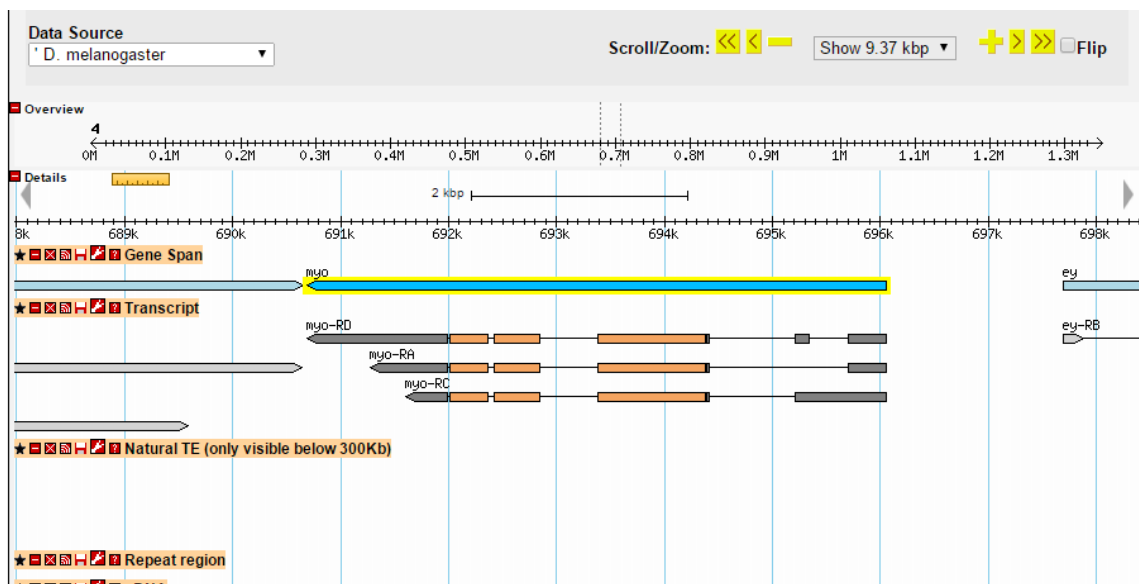 Data Source
' D. melanogaster
Scroll/Zoom:
Show 9.37 kbp
Flip
Overview
4
0M 0.1M 0.2M 0.3M 0.4M 0.5M 0.6M 0.7M 0.8M 0.9M 1M 1.1M 1.2M 1.3M
Details
2 kbp
8k 689k 690k 691k 692k 693k 694k 695k 696k 697k 698k
Gene Span
myo ey
Transcript
myo-RD ey-RB
myo-RA
myo-RC
Natural TE (only visible below 300Kb)
Repeat region